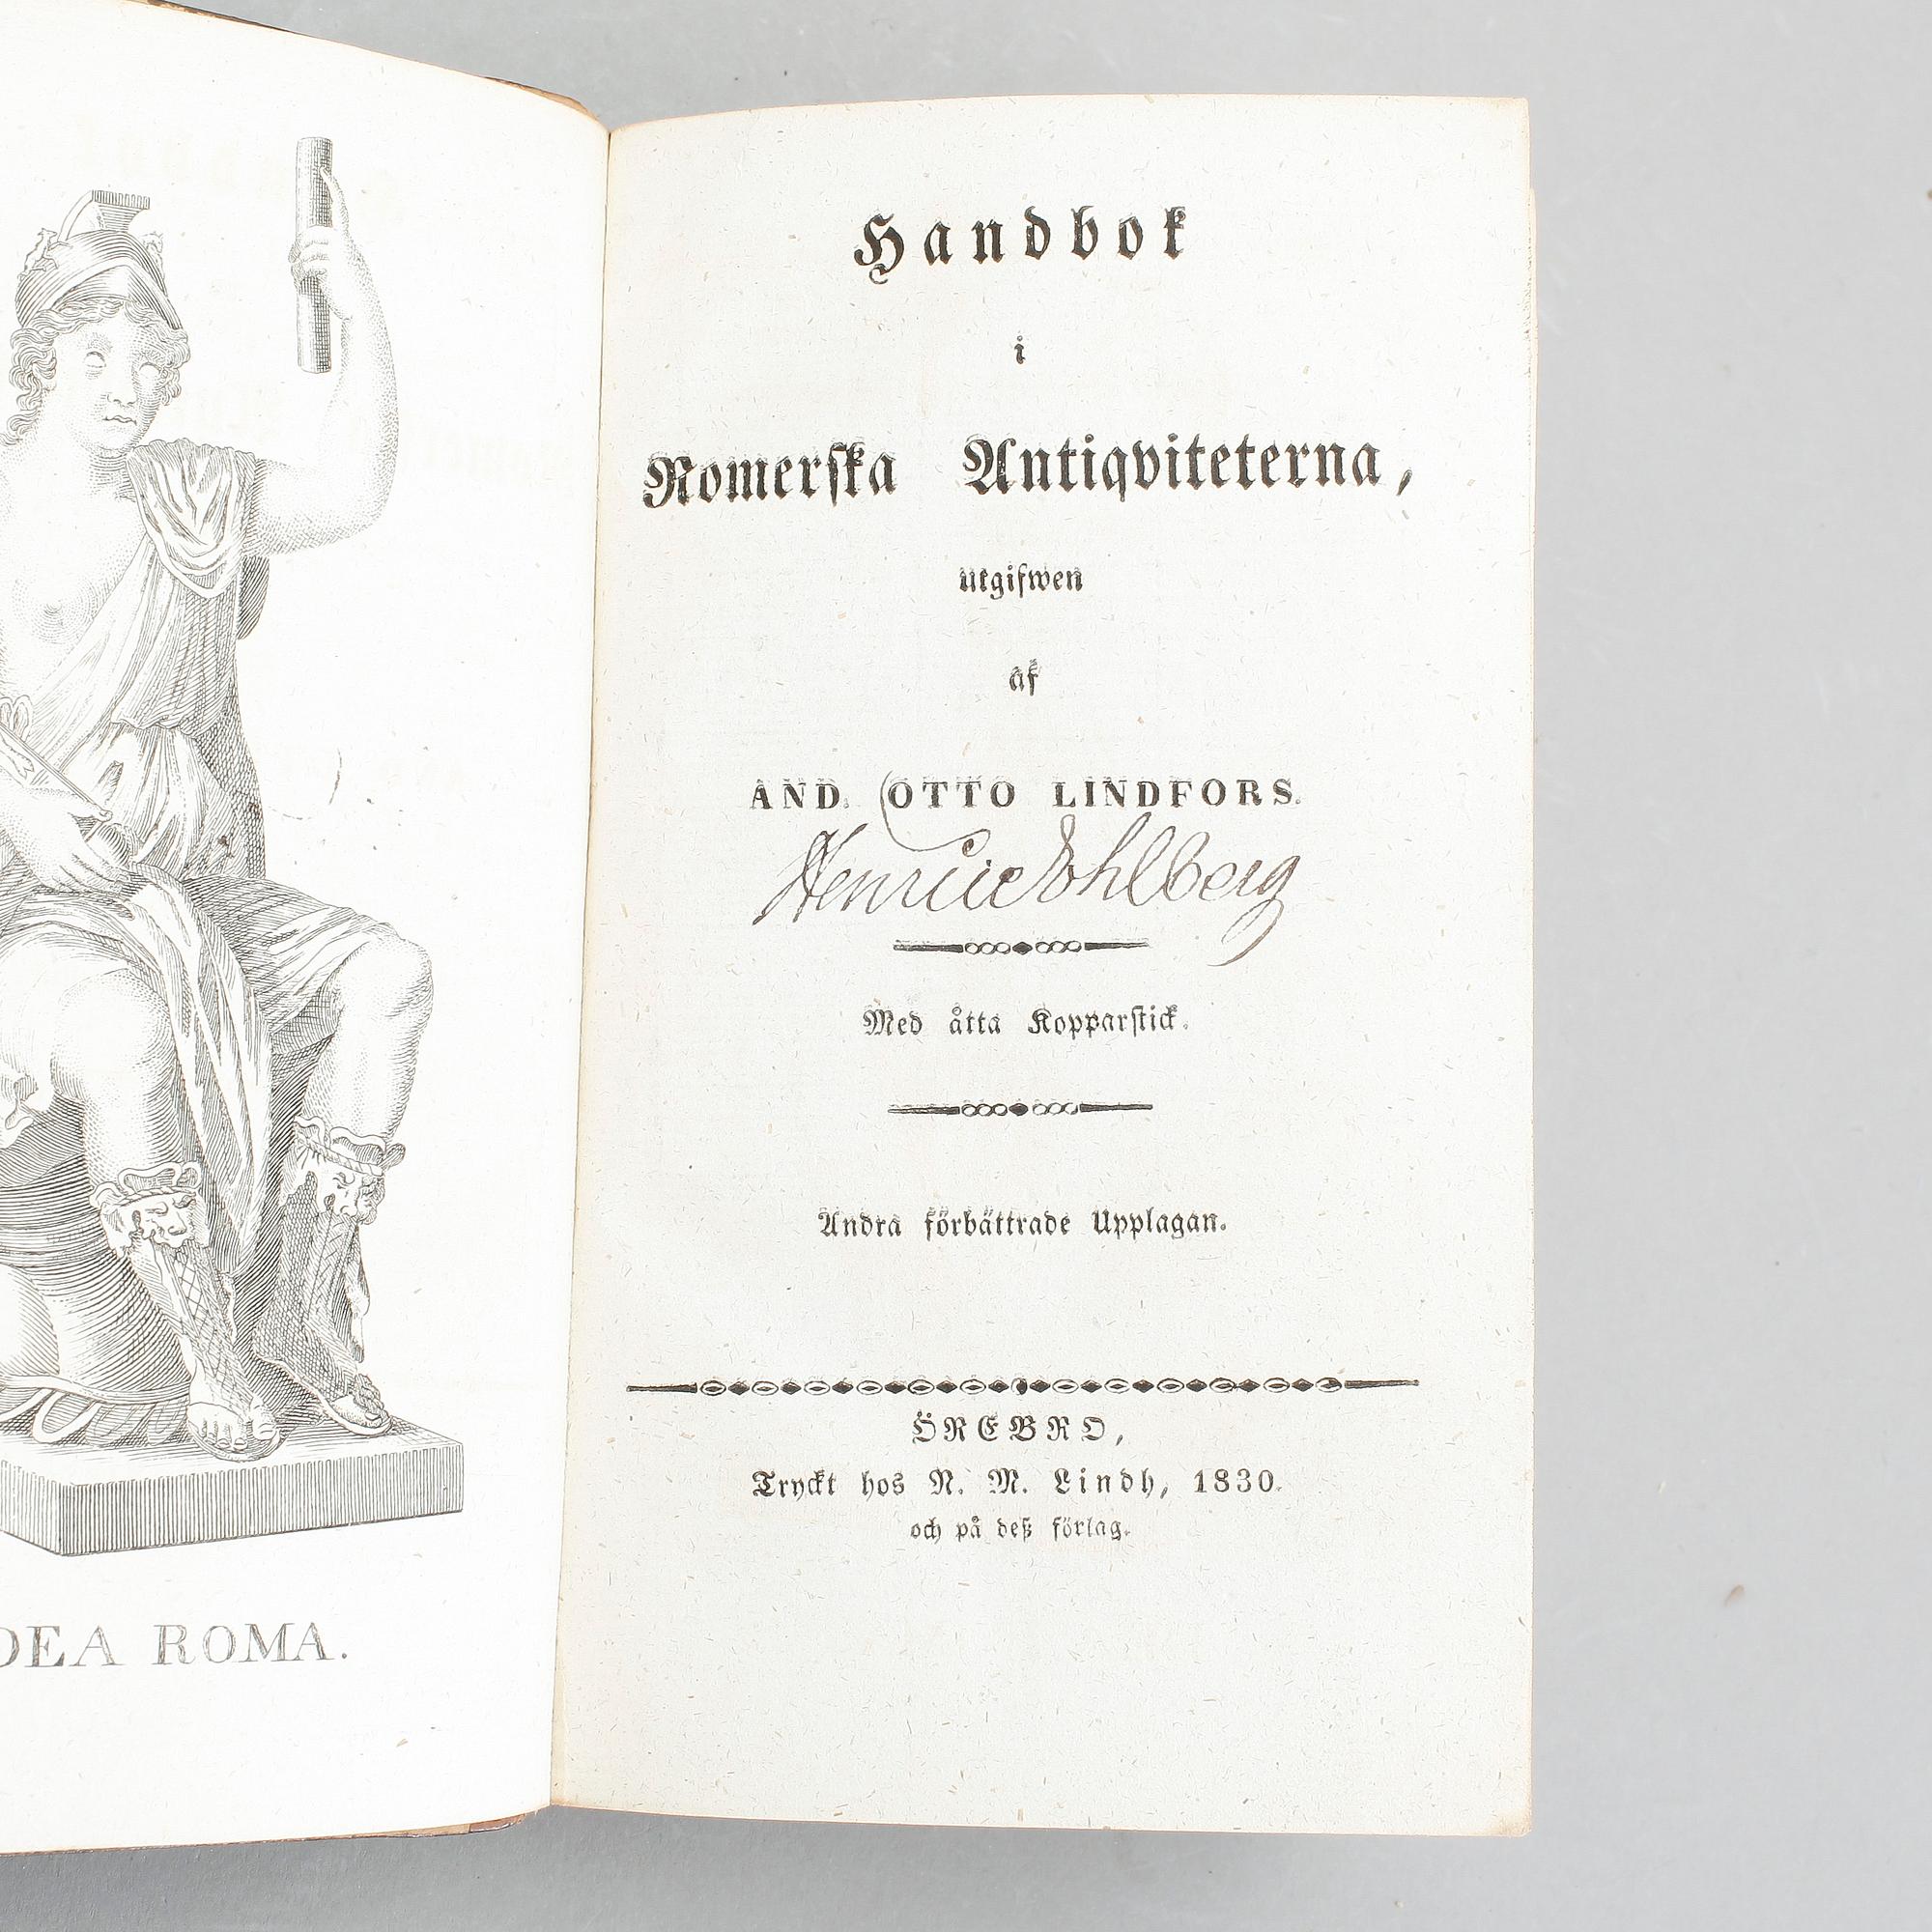 DEA ROMA.
Handbok
i
Romerska Antiqviteterna,
utgifwen
af
AND. OTTO LINDFORS.
Med åtta Kopparstick.
Andra förbättrade Upplagan.
ÖREBRO,
Tryckt hos N. M. Lindh, 1830.
och på deß förlag.